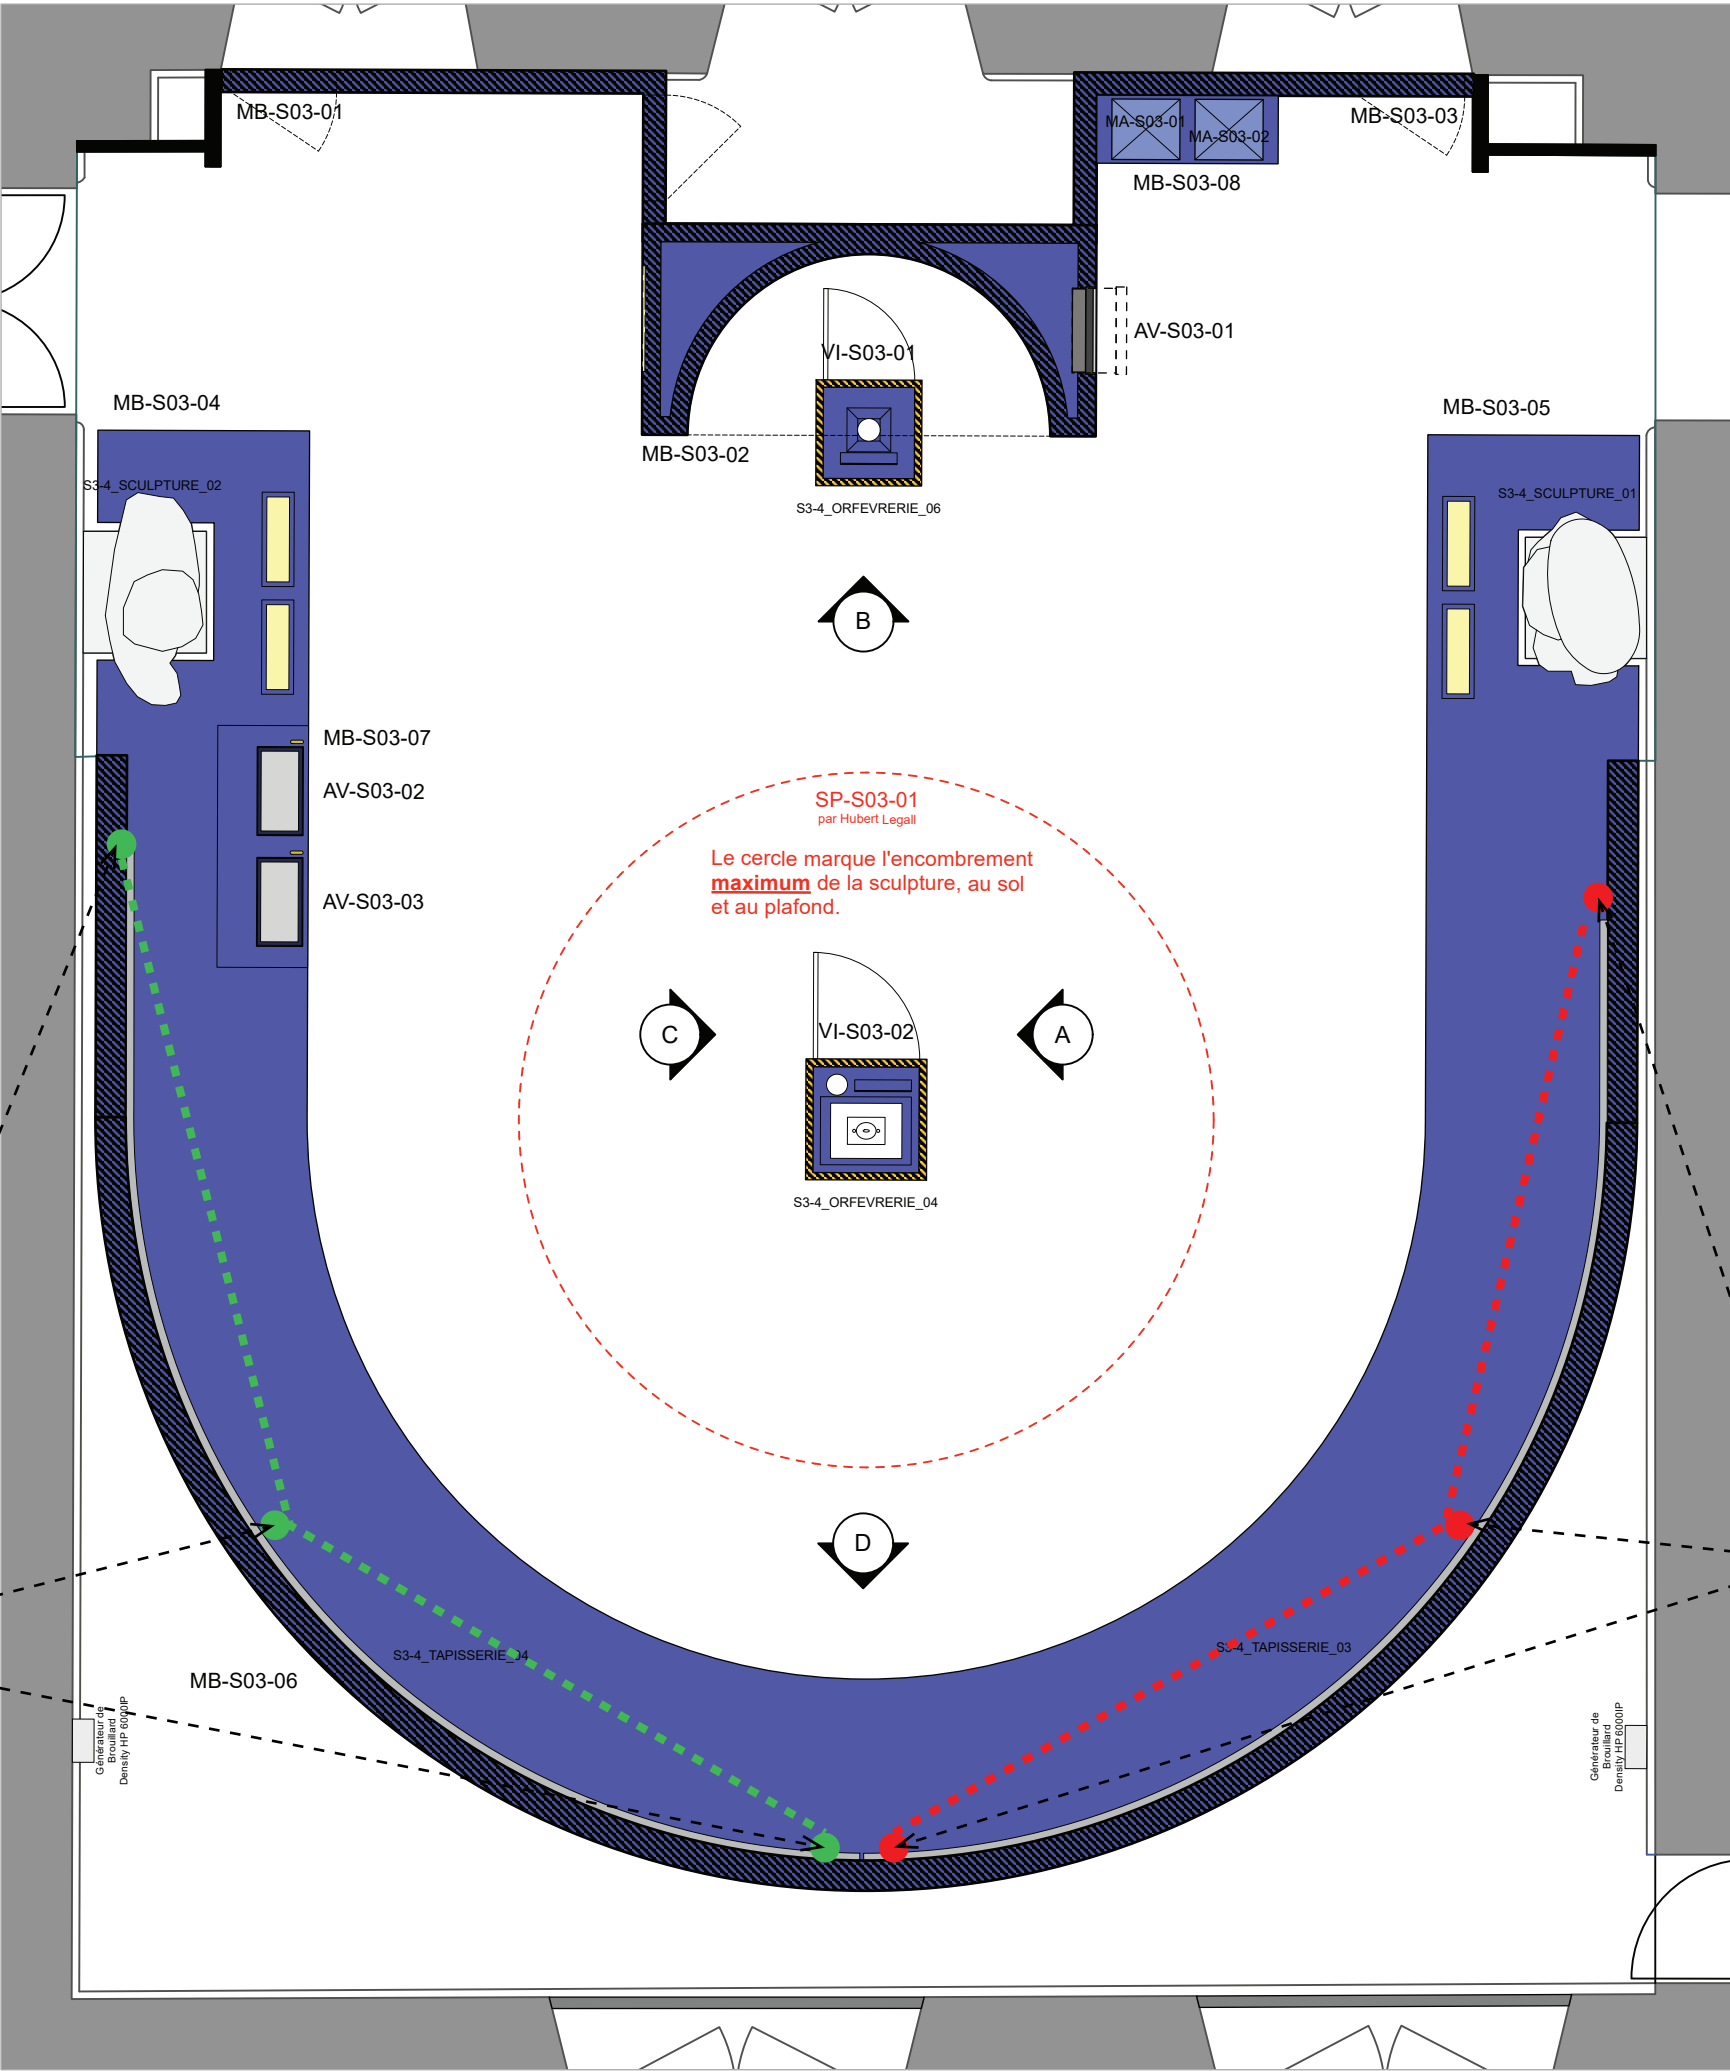 MB-S03-01
MA-S03-01
MA-S03-02
MB-S03-03
MB-S03-08
AV-S03-01
VI-S03-01
MB-S03-04
MB-S03-05
MB-S03-02
S3-4_SCULPTURE_02
S3-4_SCULPTURE_01
S3-4_ORFEVRERIE_06
B
MB-S03-07
AV-S03-02
AV-S03-03
SP-S03-01
par Hubert Legall
Le cercle marque l'encombrement
maximum de la sculpture, au sol
et au plafond.
C
VI-S03-02
A
S3-4_ORFEVRERIE_04
D
S3-4_TAPISSERIE_04
S3-4_TAPISSERIE_03
MB-S03-06
Générateur de
Brouillard
Density HP 6000IP
Générateur de
Brouillard
Density HP 6000IP